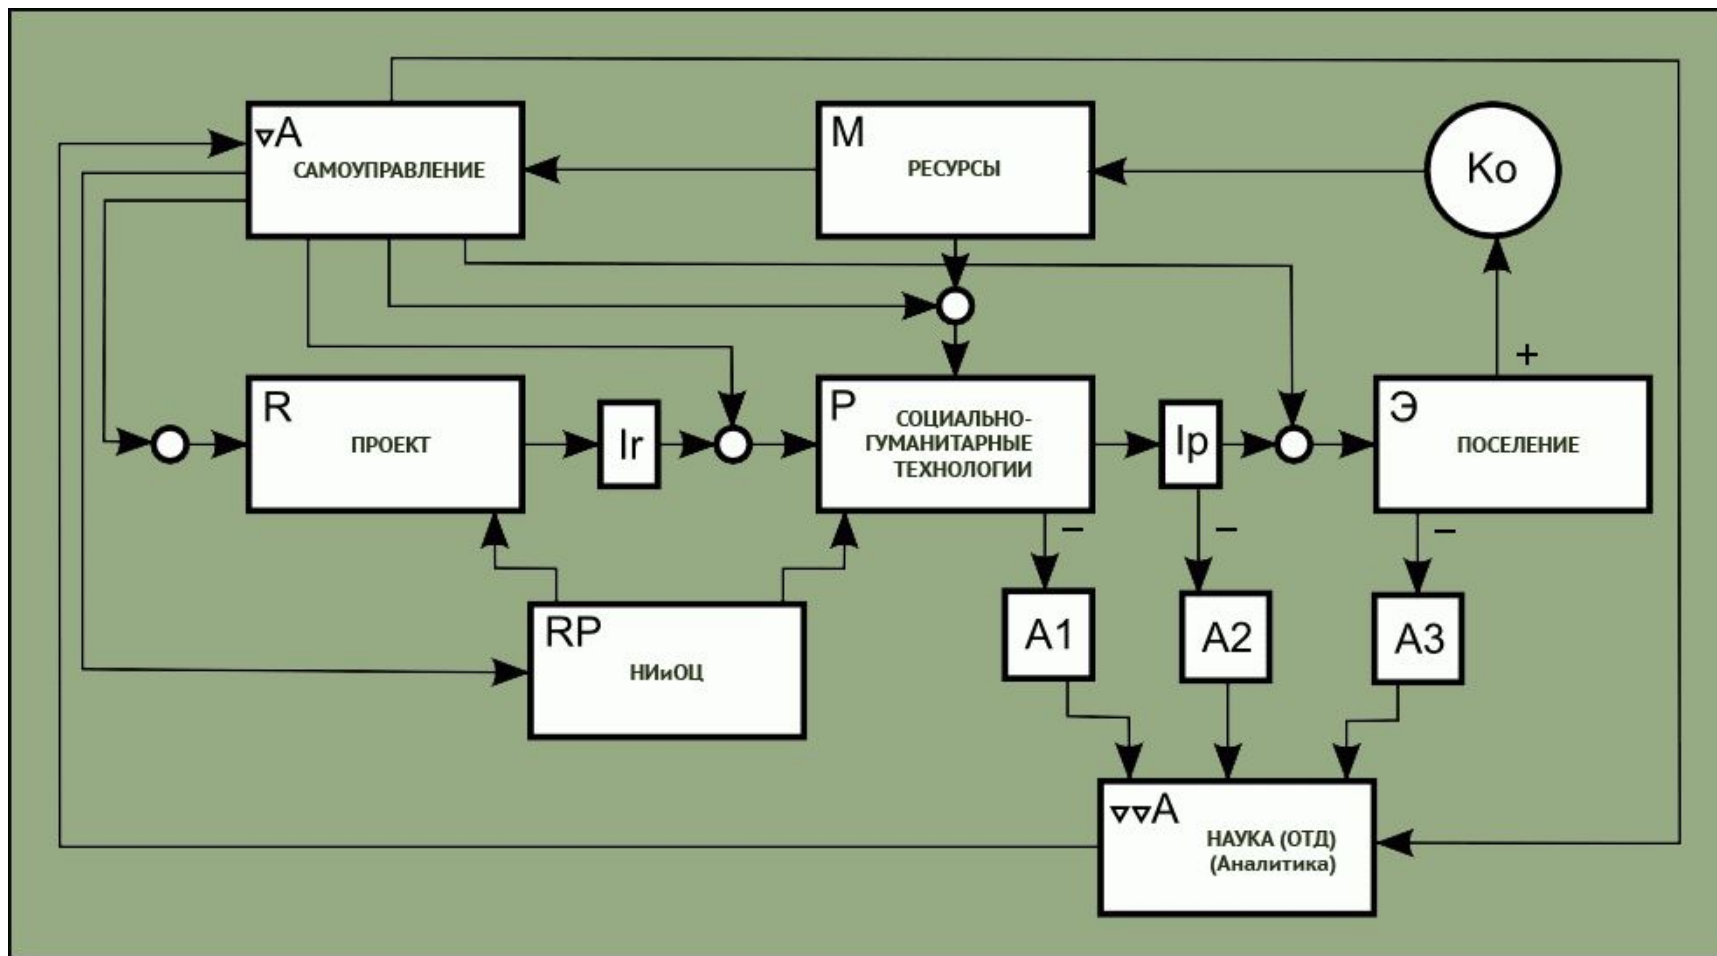 ▽A
САМОУПРАВЛЕНИЕ
M
РЕСУРСЫ
Ko
+
R
ПРОЕКТ
Ir
P
СОЦИАЛЬНО-
ГУМАНИТАРНЫЕ
ТЕХНОЛОГИИ
Ip
Э
ПОСЕЛЕНИЕ
–
–
–
RP
НИиОЦ
A1
A2
A3
▽▽A
НАУКА (ОТД)
(Аналитика)